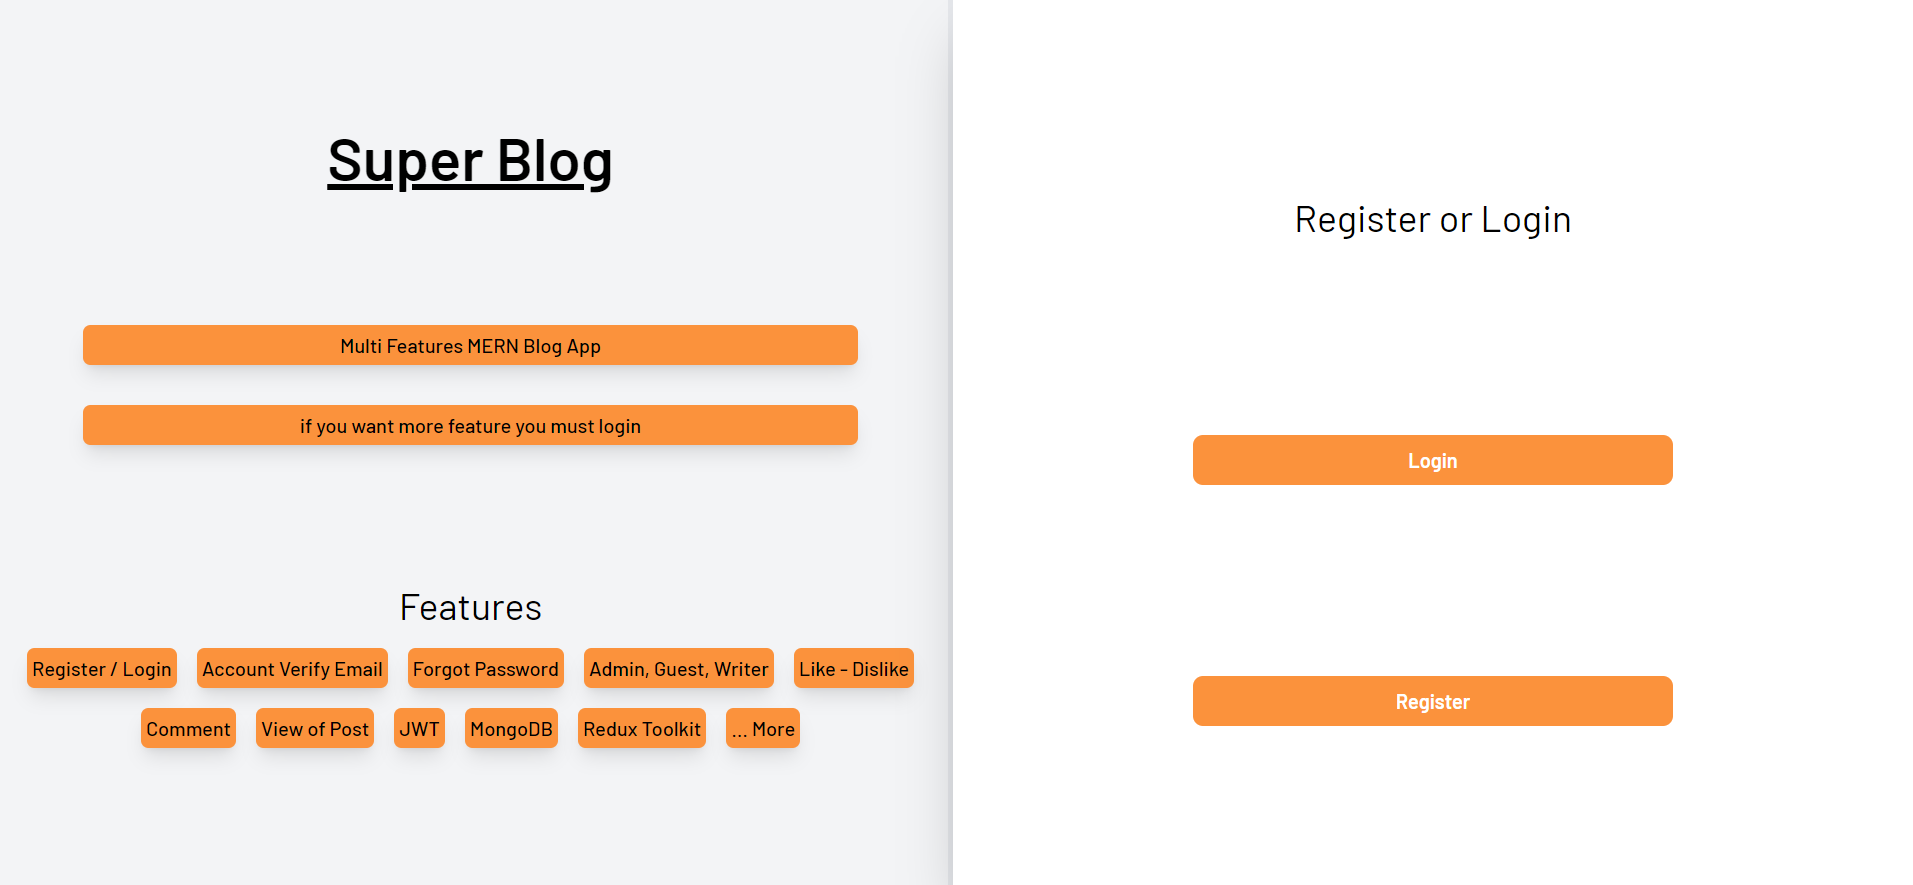 Super Blog
Multi Features MERN Blog App
if you want more feature you must login
Features
Register / Login Account Verify Email Forgot Password Admin, Guest, Writer Like - Dislike
Comment View of Post JWT MongoDB Redux Toolkit ... More
Register or Login
Login
Register